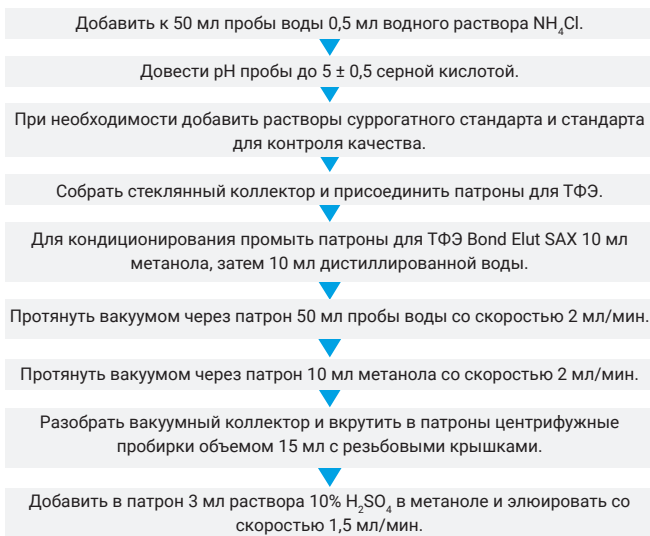 Добавить к 50 мл пробы воды 0,5 мл водного раствора NH₄Cl.
Довести pH пробы до 5 ± 0,5 серной кислотой.
При необходимости добавить растворы суррогатного стандарта и стандарта
для контроля качества.
Собрать стеклянный коллектор и присоединить патроны для ТФЭ.
Для кондиционирования промыть патроны для ТФЭ Bond Elut SAX 10 мл
метанола, затем 10 мл дистиллированной воды.
Протянуть вакуумом через патрон 50 мл пробы воды со скоростью 2 мл/мин.
Протянуть вакуумом через патрон 10 мл метанола со скоростью 2 мл/мин.
Разобрать вакуумный коллектор и вкрутить в патроны центрифужные
пробирки объемом 15 мл с резьбовыми крышками.
Добавить в патрон 3 мл раствора 10% H₂SO₄ в метаноле и элюировать со
скоростью 1,5 мл/мин.